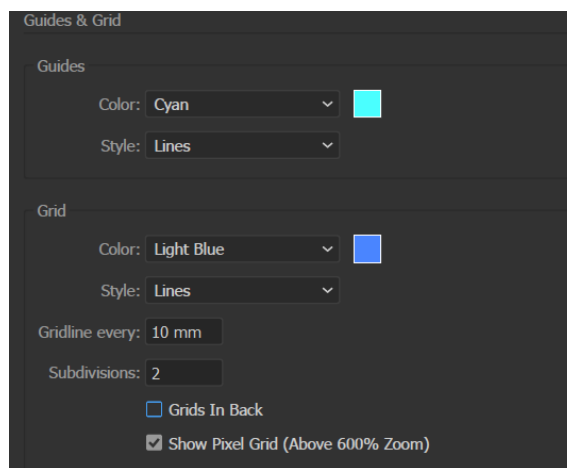 Guides & Grid
Guides
Color: Cyan
Style: Lines
Grid
Color: Light Blue
Style: Lines
Gridline every: 10 mm
Subdivisions: 2
Grids In Back
Show Pixel Grid (Above 600% Zoom)